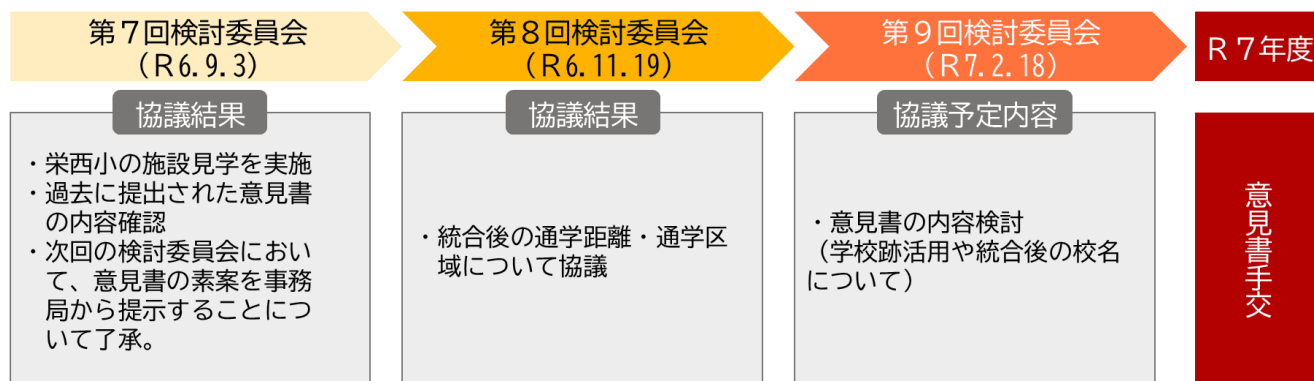 第７回検討委員会
（Ｒ6.9.3）
協議結果
・栄西小の施設見学を実施
・過去に提出された意見書
の内容確認
・次回の検討委員会におい
て、意見書の素案を事務
局から提示することにつ
いて了承。
第８回検討委員会
（Ｒ6.11.19）
協議結果
・統合後の通学距離・通学区
域について協議
第９回検討委員会
（Ｒ7.2.18）
協議予定内容
・意見書の内容検討
（学校跡活用や統合後の校名
について）
Ｒ７年度
意見書手交